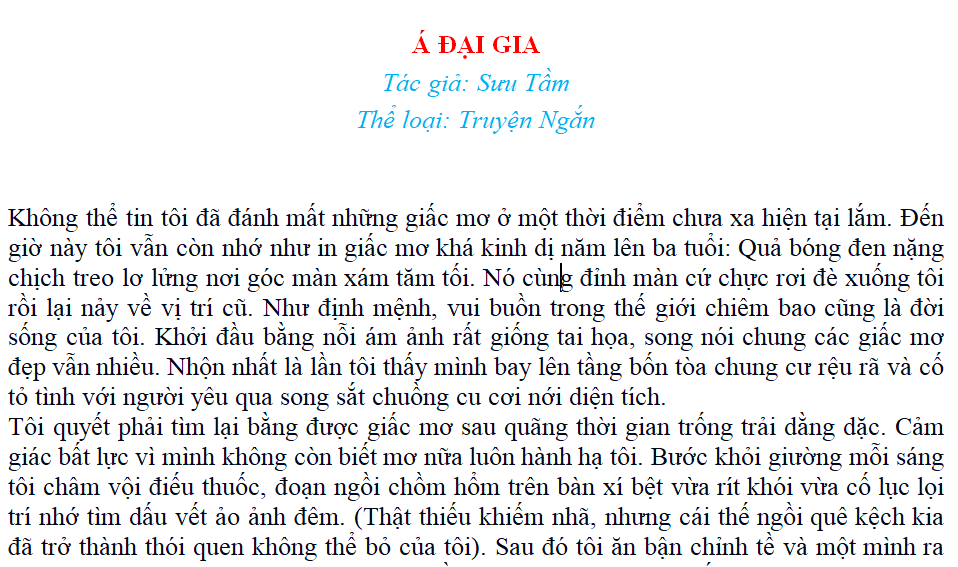 Á ĐẠI GIA
Tác giả: Sưu Tầm
Thể loại: Truyện Ngắn
Không thể tin tôi đã đánh mất những giấc mơ ở một thời điểm chưa xa hiện tại lắm. Đến
giờ này tôi vẫn còn nhớ như in giấc mơ khá kinh dị năm lên ba tuổi: Quả bóng đen nặng
chịch treo lơ lửng nơi góc màn xám tăm tối. Nó cùng đỉnh màn cứ chực rơi đè xuống tôi
rồi lại nảy về vị trí cũ. Như định mệnh, vui buồn trong thế giới chiêm bao cũng là đời
sống của tôi. Khởi đầu bằng nỗi ám ảnh rất giống tai họa, song nói chung các giấc mơ
đẹp vẫn nhiều. Nhộn nhất là lần tôi thấy mình bay lên tầng bốn tòa chung cư rệu rã và cố
tỏ tình với người yêu qua song sắt chuồng cu cơi nới diện tích.
Tôi quyết phải tìm lại bằng được giấc mơ sau quãng thời gian trống trải dằng dặc. Cảm
giác bất lực vì mình không còn biết mơ nữa luôn hành hạ tôi. Bước khỏi giường mỗi sáng
tôi châm vội điếu thuốc, đoạn ngồi chồm hổm trên bàn xí bệt vừa rít khói vừa cố lục lọi
trí nhớ tìm dấu vết ảo ảnh đêm. (Thật thiếu khiếm nhã, nhưng cái thế ngồi quê kệch kia
đã trở thành thói quen không thể bỏ của tôi). Sau đó tôi ăn bận chỉnh tề và một mình ra